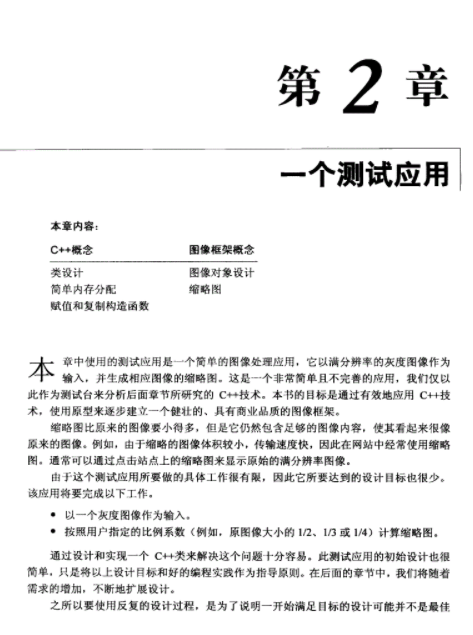 第2章
一个测试应用
本章内容：
C++概念 图像框架概念
类设计 图像对象设计
简单内存分配 缩略图
赋值和复制构造函数
本章中使用的测试应用是一个简单的图像处理应用，它以满分辨率的灰度图像作为
输入，并生成相应图像的缩略图。这是一个非常简单且不完善的应用，我们仅以
此作为测试台来分析后面章节所研究的 C++技术。本书的目标是通过有效地应用 C++技
术，使用原型来逐步建立一个健壮的、具有商业品质的图像框架。
缩略图比原来的图像要小得多，但是它仍然包含足够的图像内容，使其看起来很像
原来的图像。例如，由于缩略的图像体积较小，传输速度快，因此在网站中经常使用缩略
图。通常可以通过点击站点上的缩略图来显示原始的满分辨率图像。
由于这个测试应用所要做的具体工作很有限，因此它所要达到的设计目标也很少。
该应用将要完成以下工作。
● 以一个灰度图像作为输入。
● 按照用户指定的比例系数（例如，原图像大小的 1/2、1/3 或 1/4）计算缩略图。
通过设计和实现一个 C++类来解决这个问题十分容易。此测试应用的初始设计也很
简单，只是将以上设计目标和好的编程实践作为指导原则。在后面的章节中，我们将随着
需求的增加，不断地扩展设计。
之所以要使用反复的设计过程，是为了说明一开始满足目标的设计可能并不是最佳